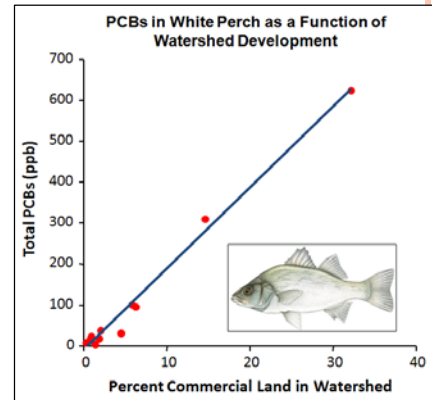 PCBs in White Perch as a Function of
Watershed Development
Total PCBs (ppb)
700
600
500
400
300
200
100
0
0 10 20 30 40
Percent Commercial Land in Watershed